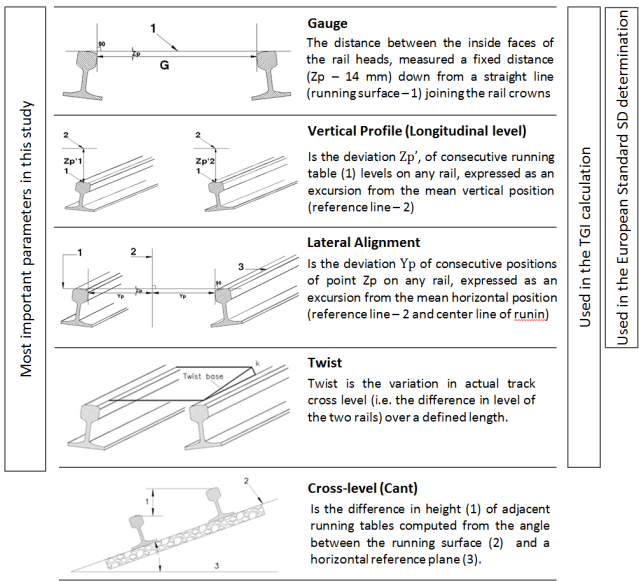 Most important parameters in this study
1
90
Zp
G
Gauge
The distance between the inside faces of
the rail heads, measured a fixed distance
(Zp – 14 mm) down from a straight line
(running surface – 1) joining the rail crowns
2
2
Zp'1
Zp'2
1
1
Vertical Profile (Longitudinal level)
Is the deviation Zp', of consecutive running
table (1) levels on any rail, expressed as an
excursion from the mean vertical position
(reference line – 2)
1
2
3
90
Zp
Yp
Yp
Lateral Alignment
Is the deviation Yp of consecutive positions
of point Zp on any rail, expressed as an
excursion from the mean horizontal position
(reference line – 2 and center line of runin)
k
Twist base
Twist
Twist is the variation in actual track
cross level (i.e. the difference in level of
the two rails) over a defined length.
2
1
3
Cross-level (Cant)
Is the difference in height (1) of adjacent
running tables computed from the angle
between the running surface (2) and a
horizontal reference plane (3).
Used in the TGI calculation
Used in the European Standard SD determination